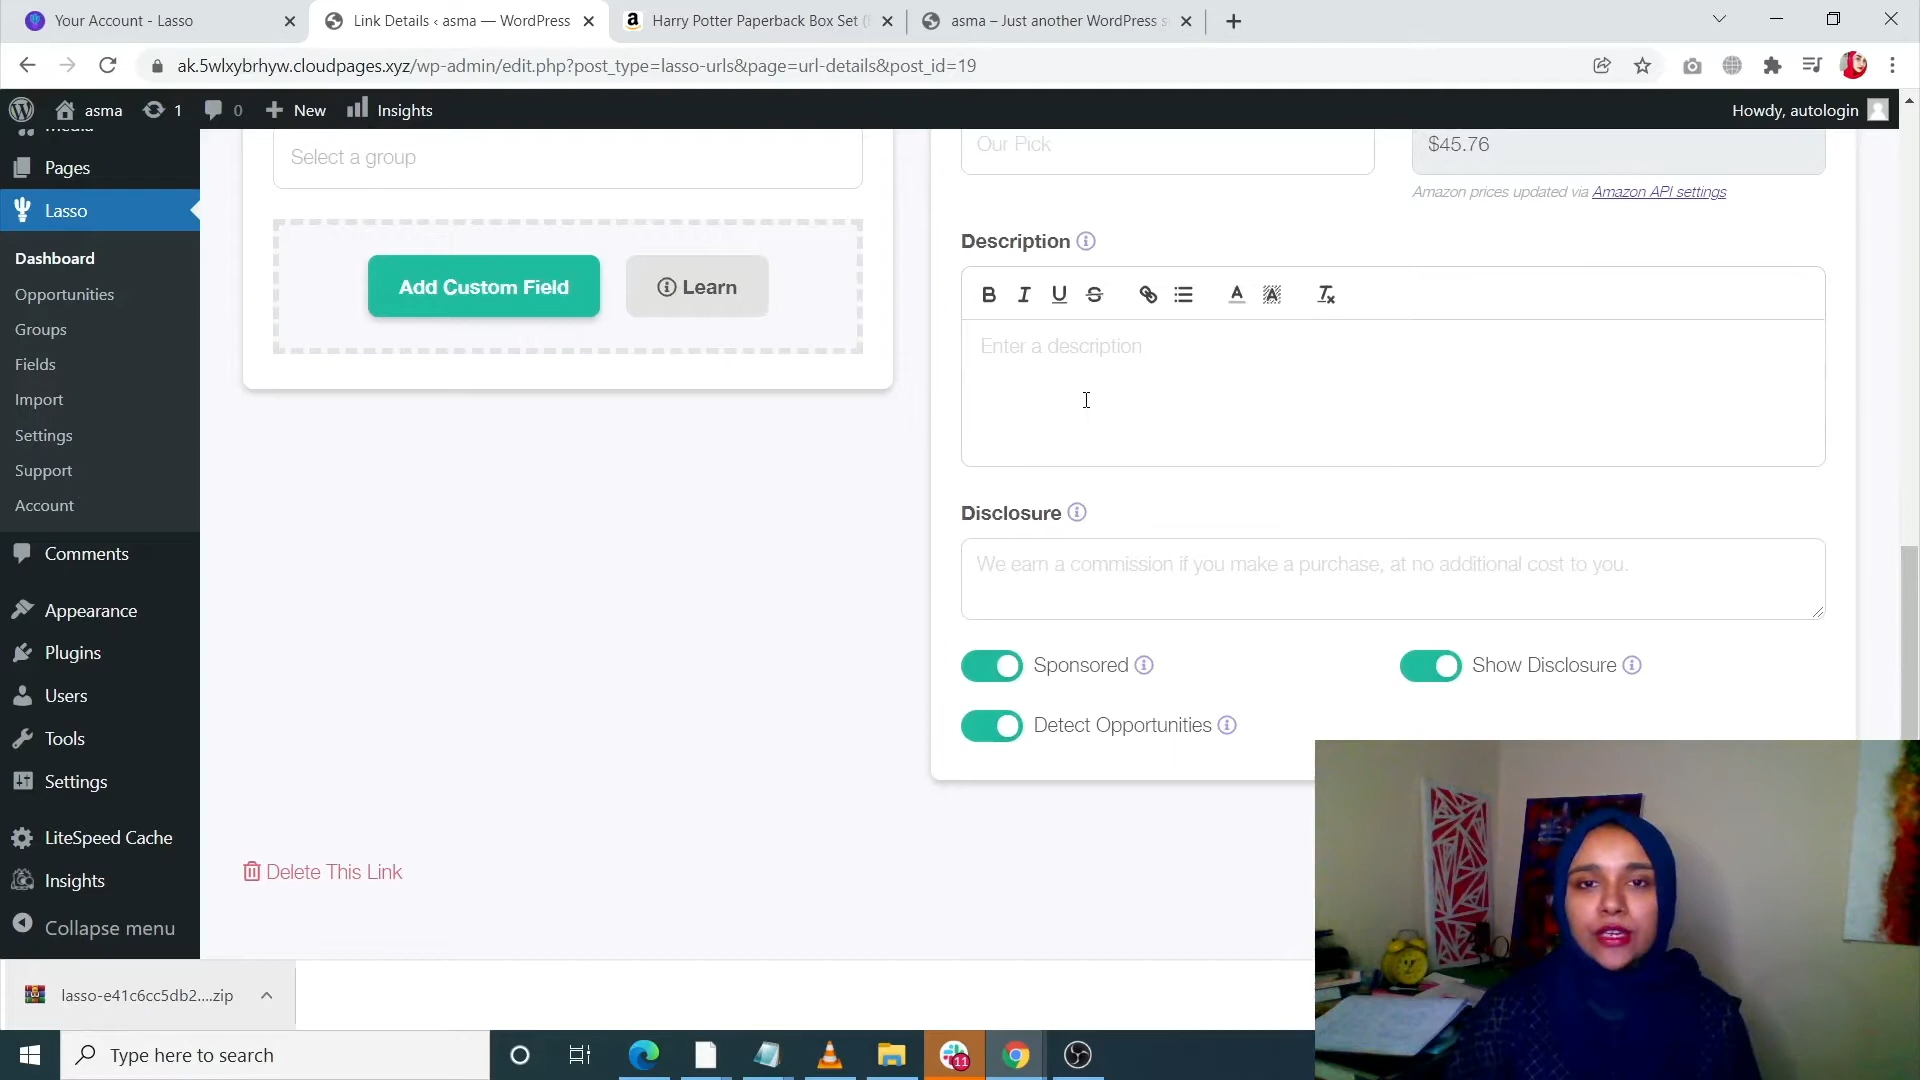 Your Account - Lasso
Link Details ‹ asma — WordPress
Harry Potter Paperback Box Set (
asma – Just another WordPress s
ak.5wlxybrhyw.cloudpages.xyz/wp-admin/edit.php?post_type=lasso-urls&page=url-details&post_id=19
asma 1 0 New Insights
Howdy, autologin
Media
Pages
Lasso
Dashboard
Opportunities
Groups
Fields
Import
Settings
Support
Account
Comments
Appearance
Plugins
Users
Tools
Settings
LiteSpeed Cache
Insights
Collapse menu
Select a group
Add Custom Field
Learn
Delete This Link
Our Pick
$45.76
Amazon prices updated via Amazon API settings
Description
B I U S A A Tx
Enter a description
Disclosure
We earn a commission if you make a purchase, at no additional cost to you.
Sponsored
Show Disclosure
Detect Opportunities
lasso-e41c6cc5db2....zip
Type here to search
11